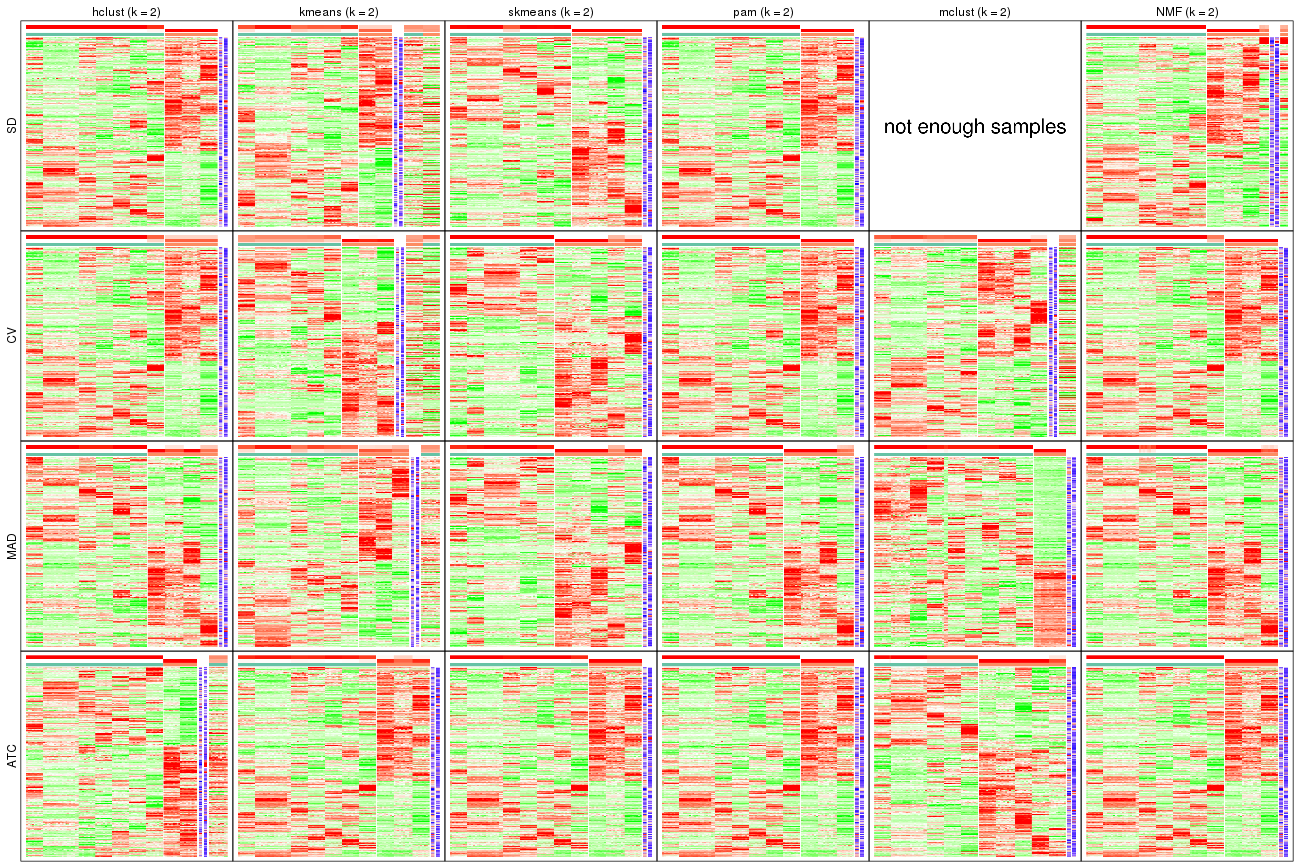 hclust (k = 2)
kmeans (k = 2)
skmeans (k = 2)
pam (k = 2)
mclust (k = 2)
NMF (k = 2)
SD
not enough samples
CV
MAD
ATC